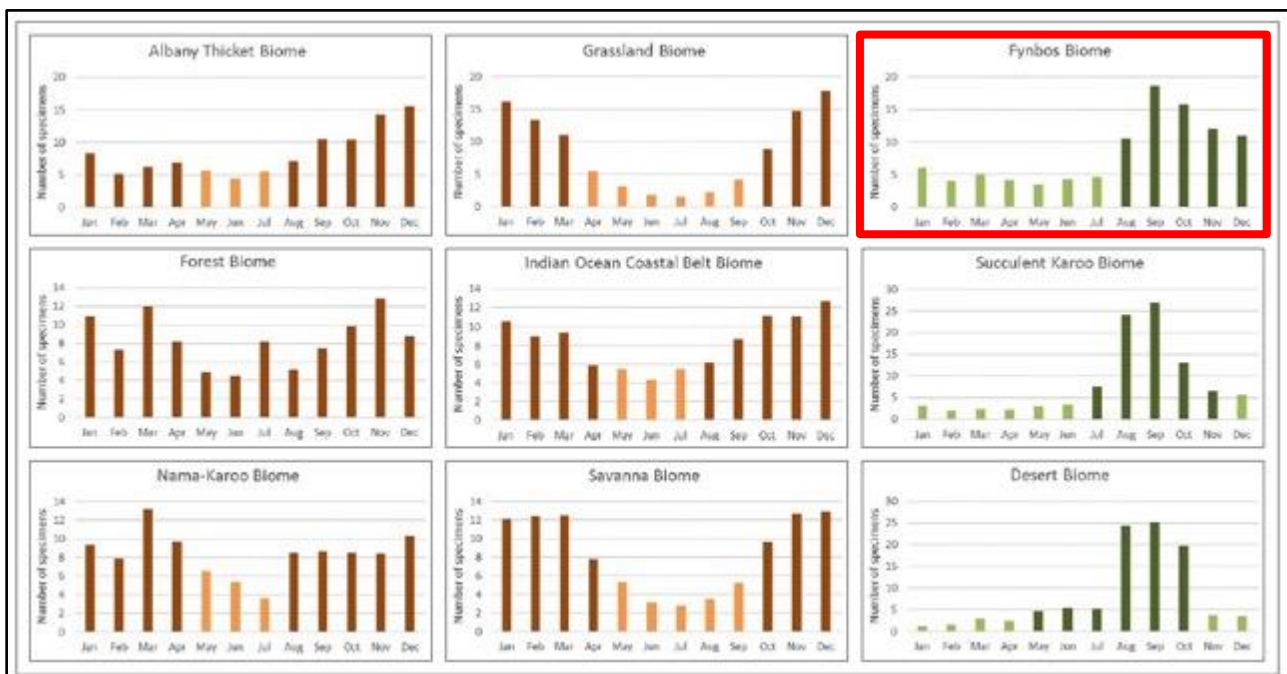 Albany Thicket Biome
Number of specimens
20
15
10
5
0
Jan Feb Mar Apr May Jun Jul Aug Sep Oct Nov Dec
Grassland Biome
Number of specimens
20
15
10
5
0
Jan Feb Mar Apr May Jun Jul Aug Sep Oct Nov Dec
Fynbos Biome
Number of specimens
20
15
10
5
0
Jan Feb Mar Apr May Jun Jul Aug Sep Oct Nov Dec
Forest Biome
Number of specimens
14
12
10
8
6
4
2
0
Jan Feb Mar Apr May Jun Jul Aug Sep Oct Nov Dec
Indian Ocean Coastal Belt Biome
Number of specimens
14
12
10
8
6
4
2
0
Jan Feb Mar Apr May Jun Jul Aug Sep Oct Nov Dec
Succulent Karoo Biome
Number of specimens
30
25
20
15
10
5
0
Jan Feb Mar Apr May Jun Jul Aug Sep Oct Nov Dec
Nama-Karoo Biome
Number of specimens
14
12
10
8
6
4
2
0
Jan Feb Mar Apr May Jun Jul Aug Sep Oct Nov Dec
Savanna Biome
Number of specimens
14
12
10
8
6
4
2
0
Jan Feb Mar Apr May Jun Jul Aug Sep Oct Nov Dec
Desert Biome
Number of specimens
30
25
20
15
10
5
0
Jan Feb Mar Apr May Jun Jul Aug Sep Oct Nov Dec